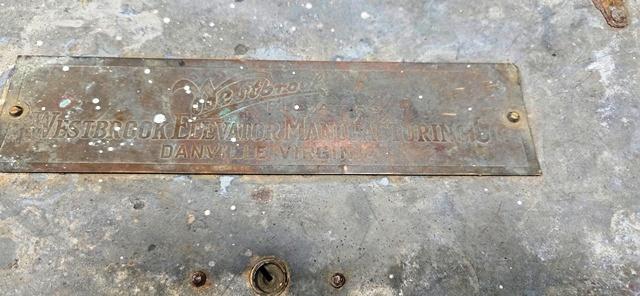 Westbrook
WESTBROOK ELEVATOR MANUFACTURING CO
DANVILLE VIRGINIA